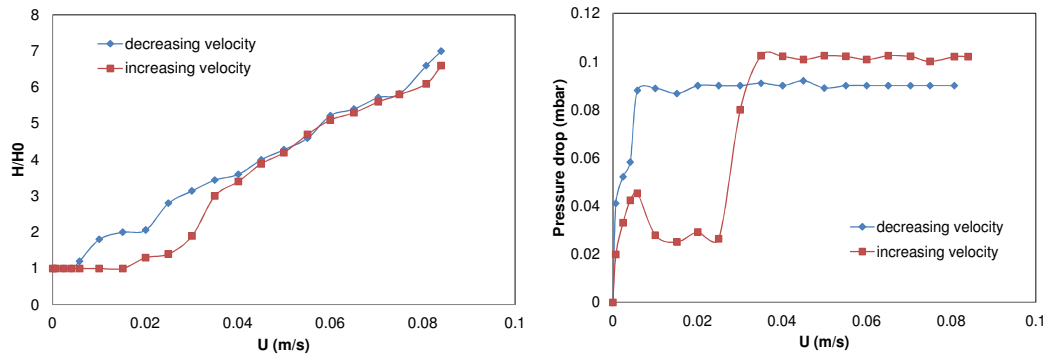 8
7
6
5
4
3
2
1
0
H/H0
decreasing velocity
increasing velocity
0 0.02 0.04 0.06 0.08 0.1
U (m/s)
0.12
0.1
0.08
0.06
0.04
0.02
0
Pressure drop (mbar)
decreasing velocity
increasing velocity
0 0.02 0.04 0.06 0.08 0.1
U (m/s)